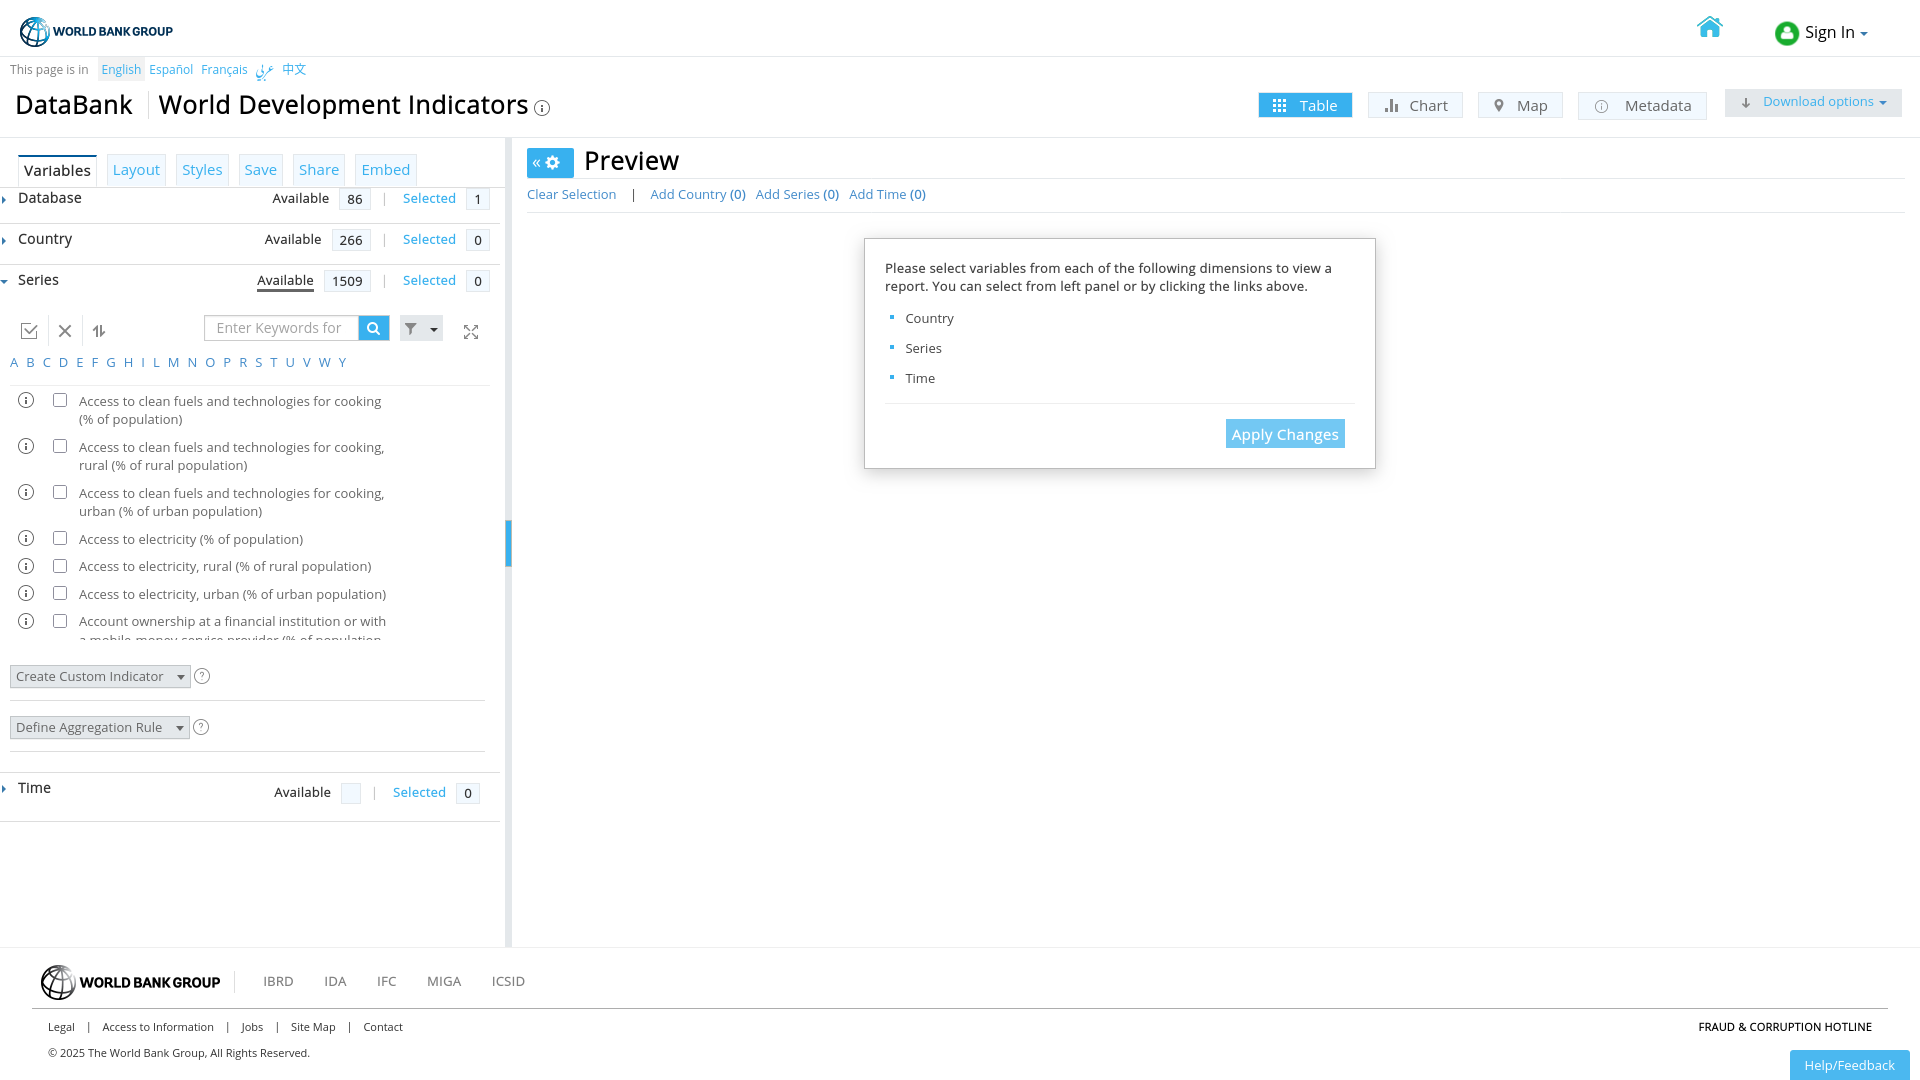 WORLD BANK GROUP
Sign In
This page is in English Español Français عربي 中文
DataBank World Development Indicators
Table
Chart
Map
Metadata
Download options
Variables
Layout
Styles
Save
Share
Embed
« Preview
Clear Selection | Add Country (0) Add Series (0) Add Time (0)
Database Available 86 | Selected 1
Country Available 266 | Selected 0
Series Available 1509 | Selected 0
Enter Keywords for
A B C D E F G H I L M N O P R S T U V W Y
Access to clean fuels and technologies for cooking
(% of population)
Access to clean fuels and technologies for cooking,
rural (% of rural population)
Access to clean fuels and technologies for cooking,
urban (% of urban population)
Access to electricity (% of population)
Access to electricity, rural (% of rural population)
Access to electricity, urban (% of urban population)
Account ownership at a financial institution or with
a mobile-money-service provider (% of population
Create Custom Indicator ?
Define Aggregation Rule ?
Time Available | Selected 0
Please select variables from each of the following dimensions to view a
report. You can select from left panel or by clicking the links above.
Country
Series
Time
Apply Changes
WORLD BANK GROUP
IBRD IDA IFC MIGA ICSID
Legal | Access to Information | Jobs | Site Map | Contact
FRAUD & CORRUPTION HOTLINE
© 2025 The World Bank Group, All Rights Reserved.
Help/Feedback